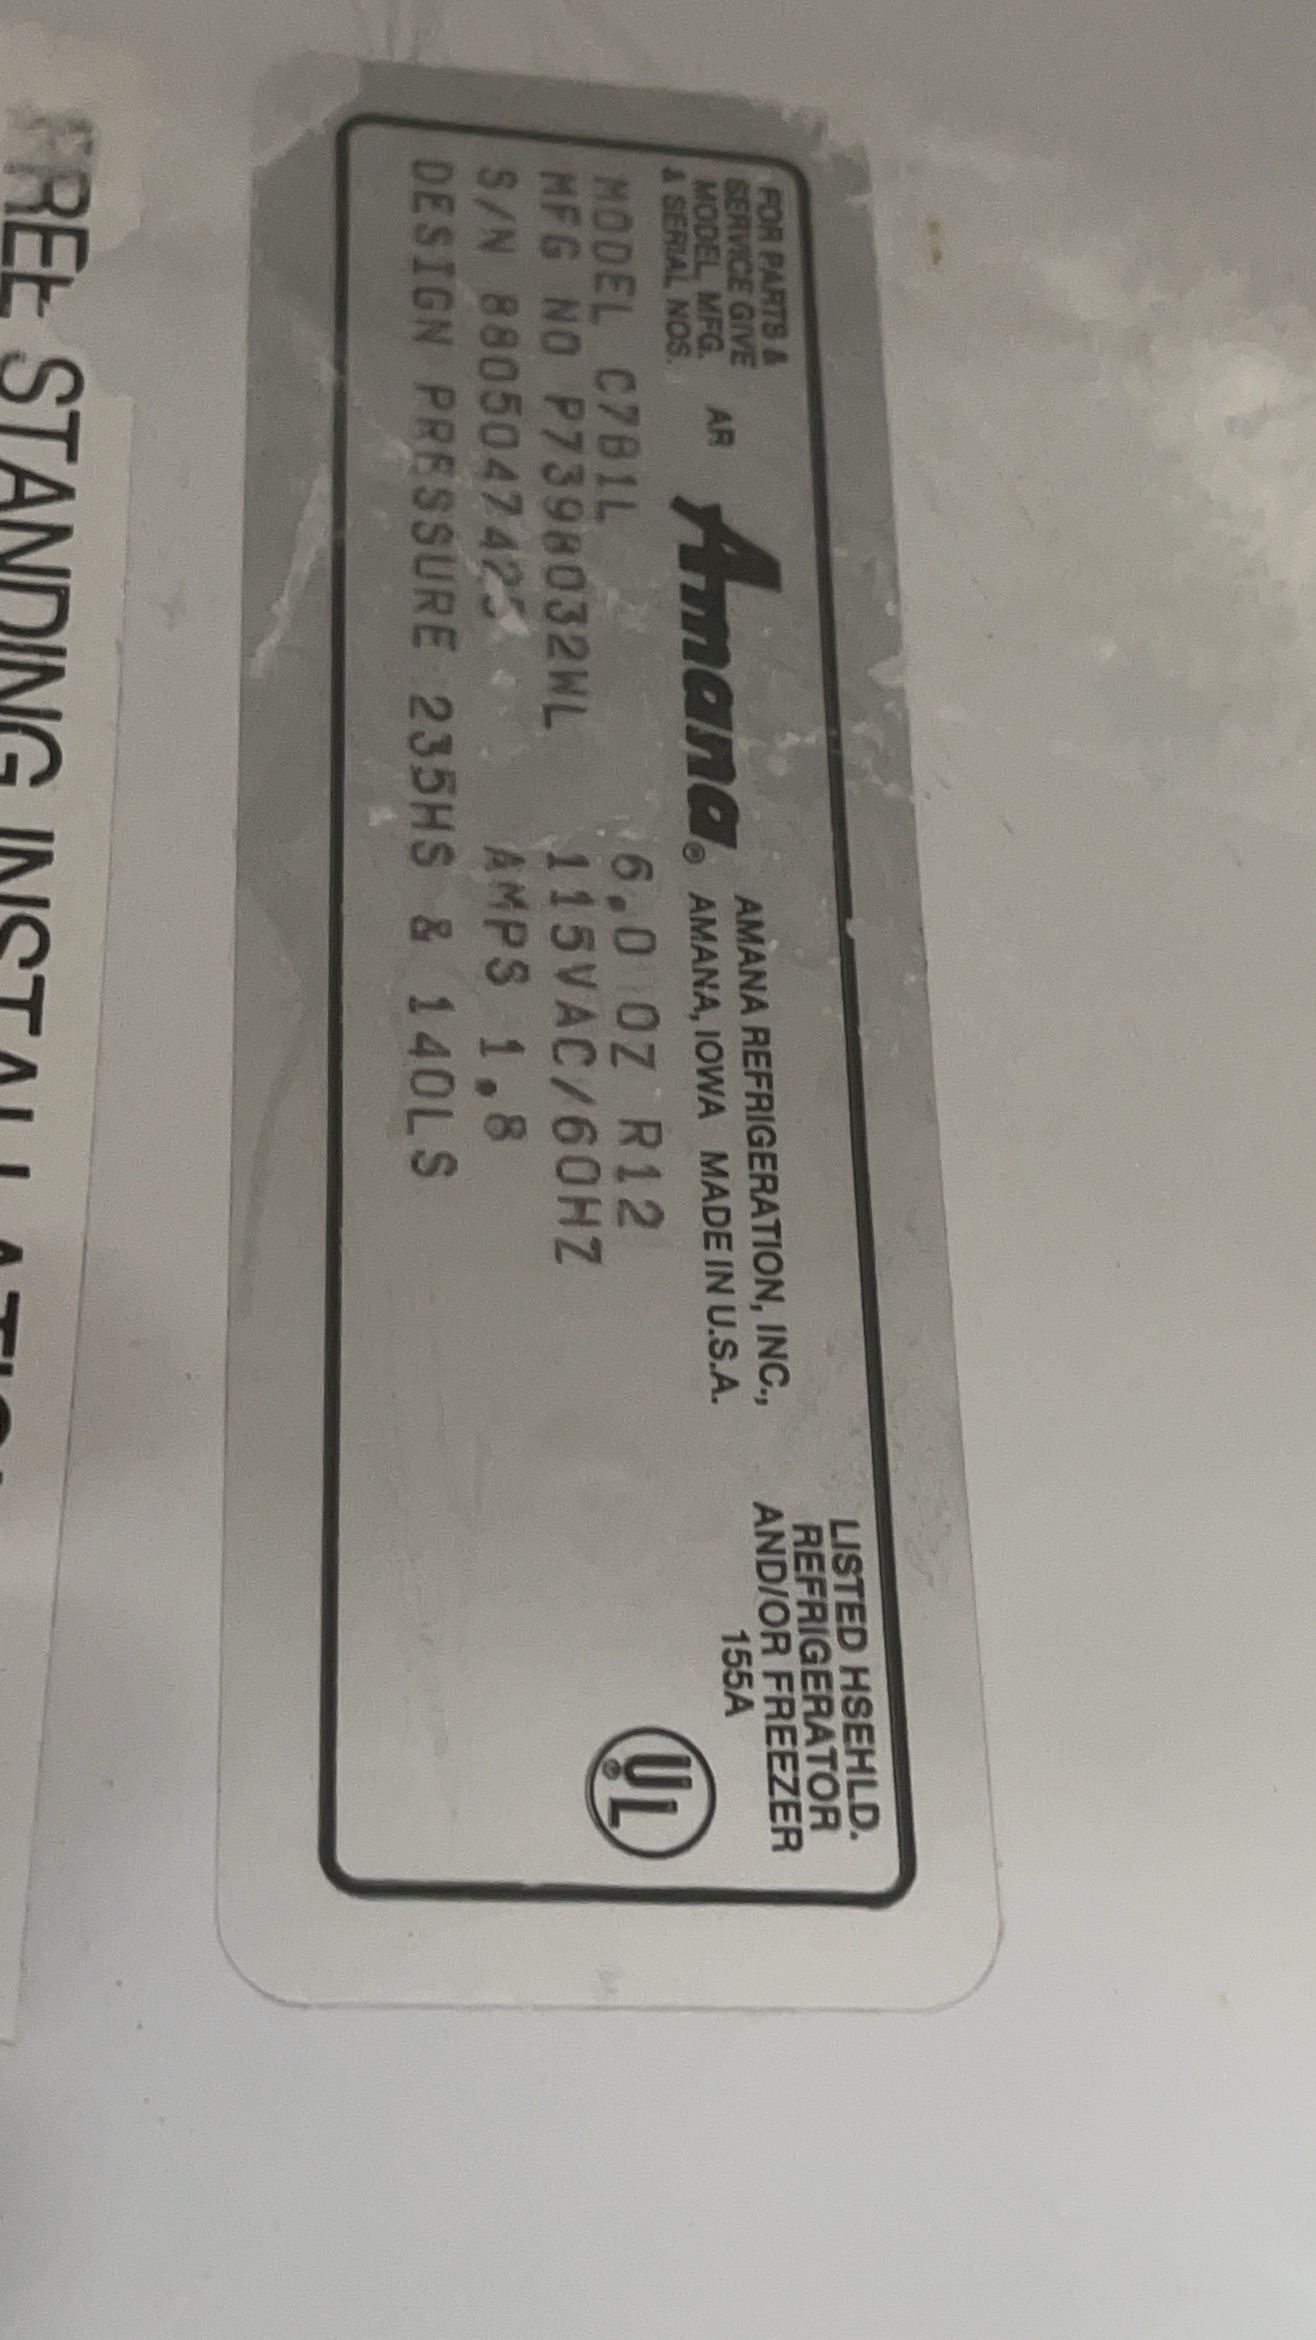 FOR PARTS &
SERVICE GIVE
MODEL, MFG.
& SERIAL NOS.
AR
Amana®
AMANA REFRIGERATION, INC.,
AMANA, IOWA MADE IN U.S.A.
LISTED HSEHLD.
REFRIGERATOR
AND/OR FREEZER
155A
UL®
MODEL C7B1L 6.0 OZ R12
MFG NO P7398032WL 115VAC/60HZ
S/N AMPS 1.8
DESIGN PRESSURE 235HS & 140LS
FREE STANDING INSTALLATION